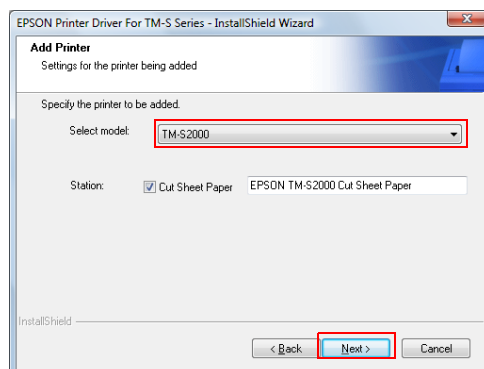 EPSON Printer Driver For TM-S Series - InstallShield Wizard
Add Printer
Settings for the printer being added
Specify the printer to be added.
Select model: TM-S2000
Station: Cut Sheet Paper EPSON TM-S2000 Cut Sheet Paper
InstallShield
< Back Next > Cancel